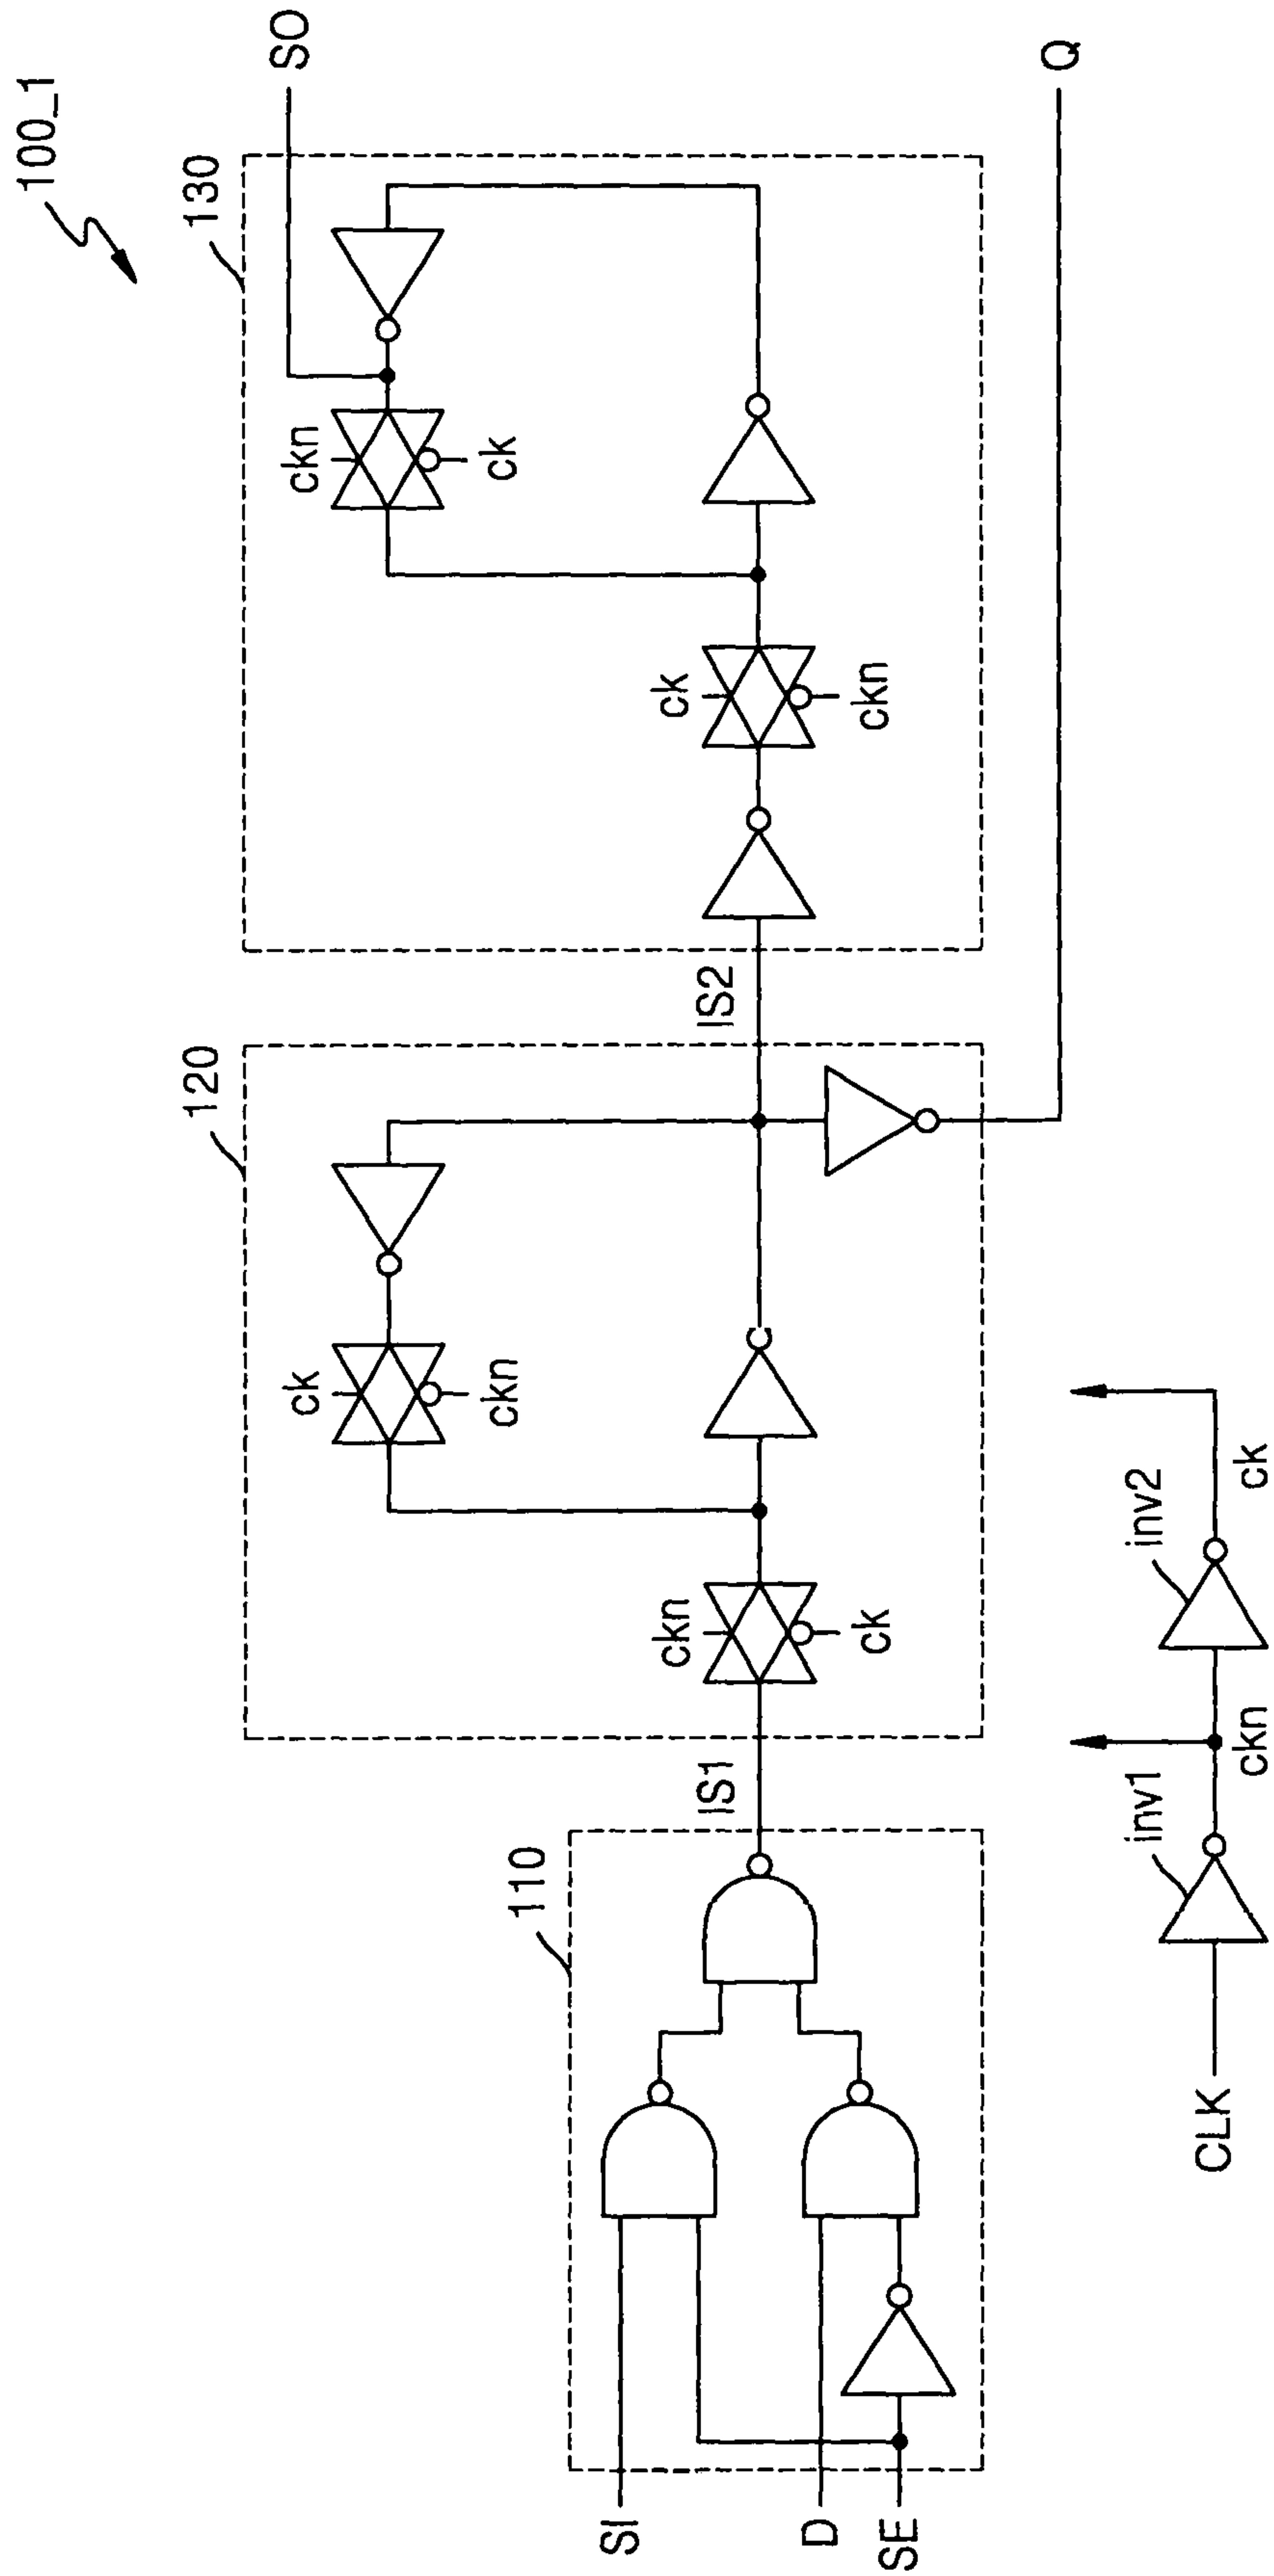 100_1
130
SO
ckn
ck
ck
ckn
Q
120
IS2
ck
ckn
ckn
ck
110
IS1
SI
D
SE
inv1
inv2
CLK
ckn
ck